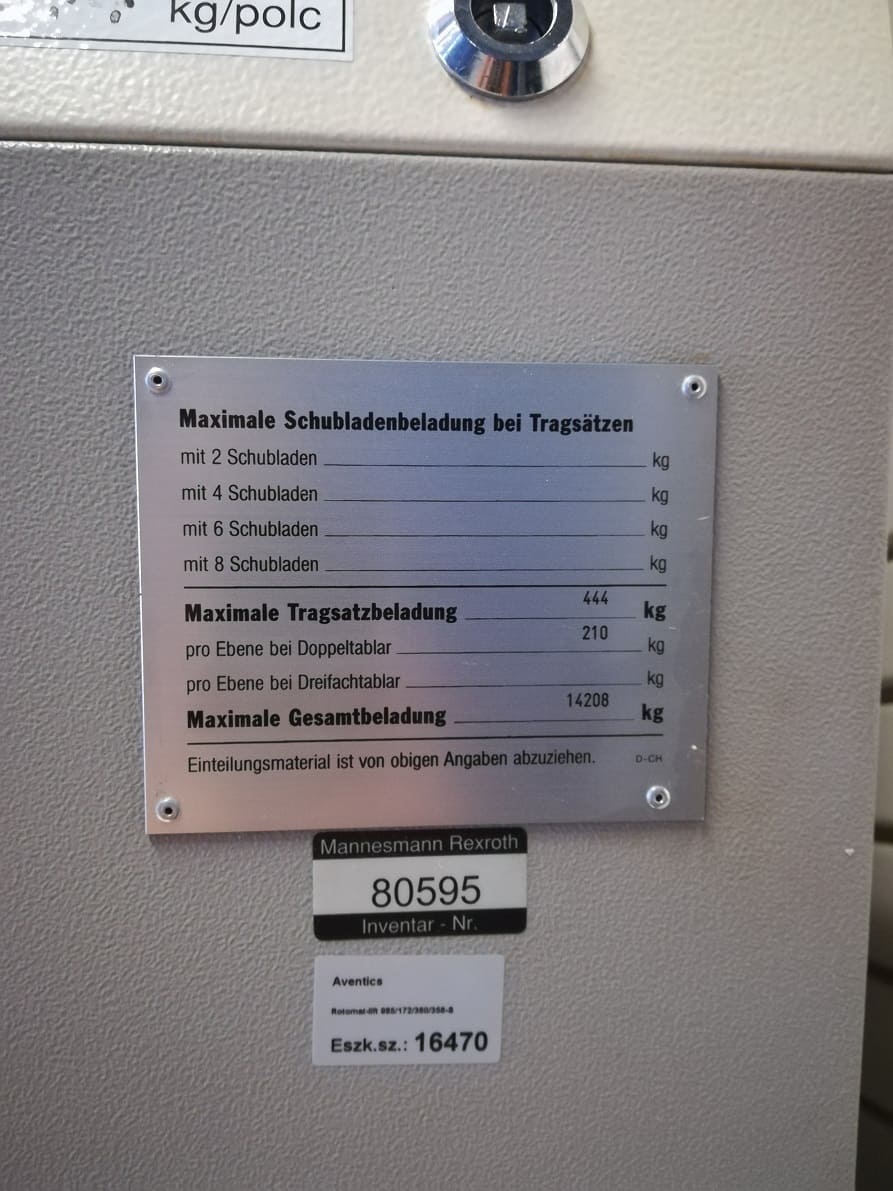 kg/polc
Maximale Schubladenbeladung bei Tragsätzen
mit 2 Schubladen kg
mit 4 Schubladen kg
mit 6 Schubladen kg
mit 8 Schubladen kg
Maximale Tragsatzbeladung 444 kg
pro Ebene bei Doppeltablar 210 kg
pro Ebene bei Dreifachtablar kg
Maximale Gesamtbeladung 14208 kg
Einteilungsmaterial ist von obigen Angaben abzuziehen. D-CH
Mannesmann Rexroth
80595
Inventar - Nr.
Aventics
Eszk.sz.: 16470